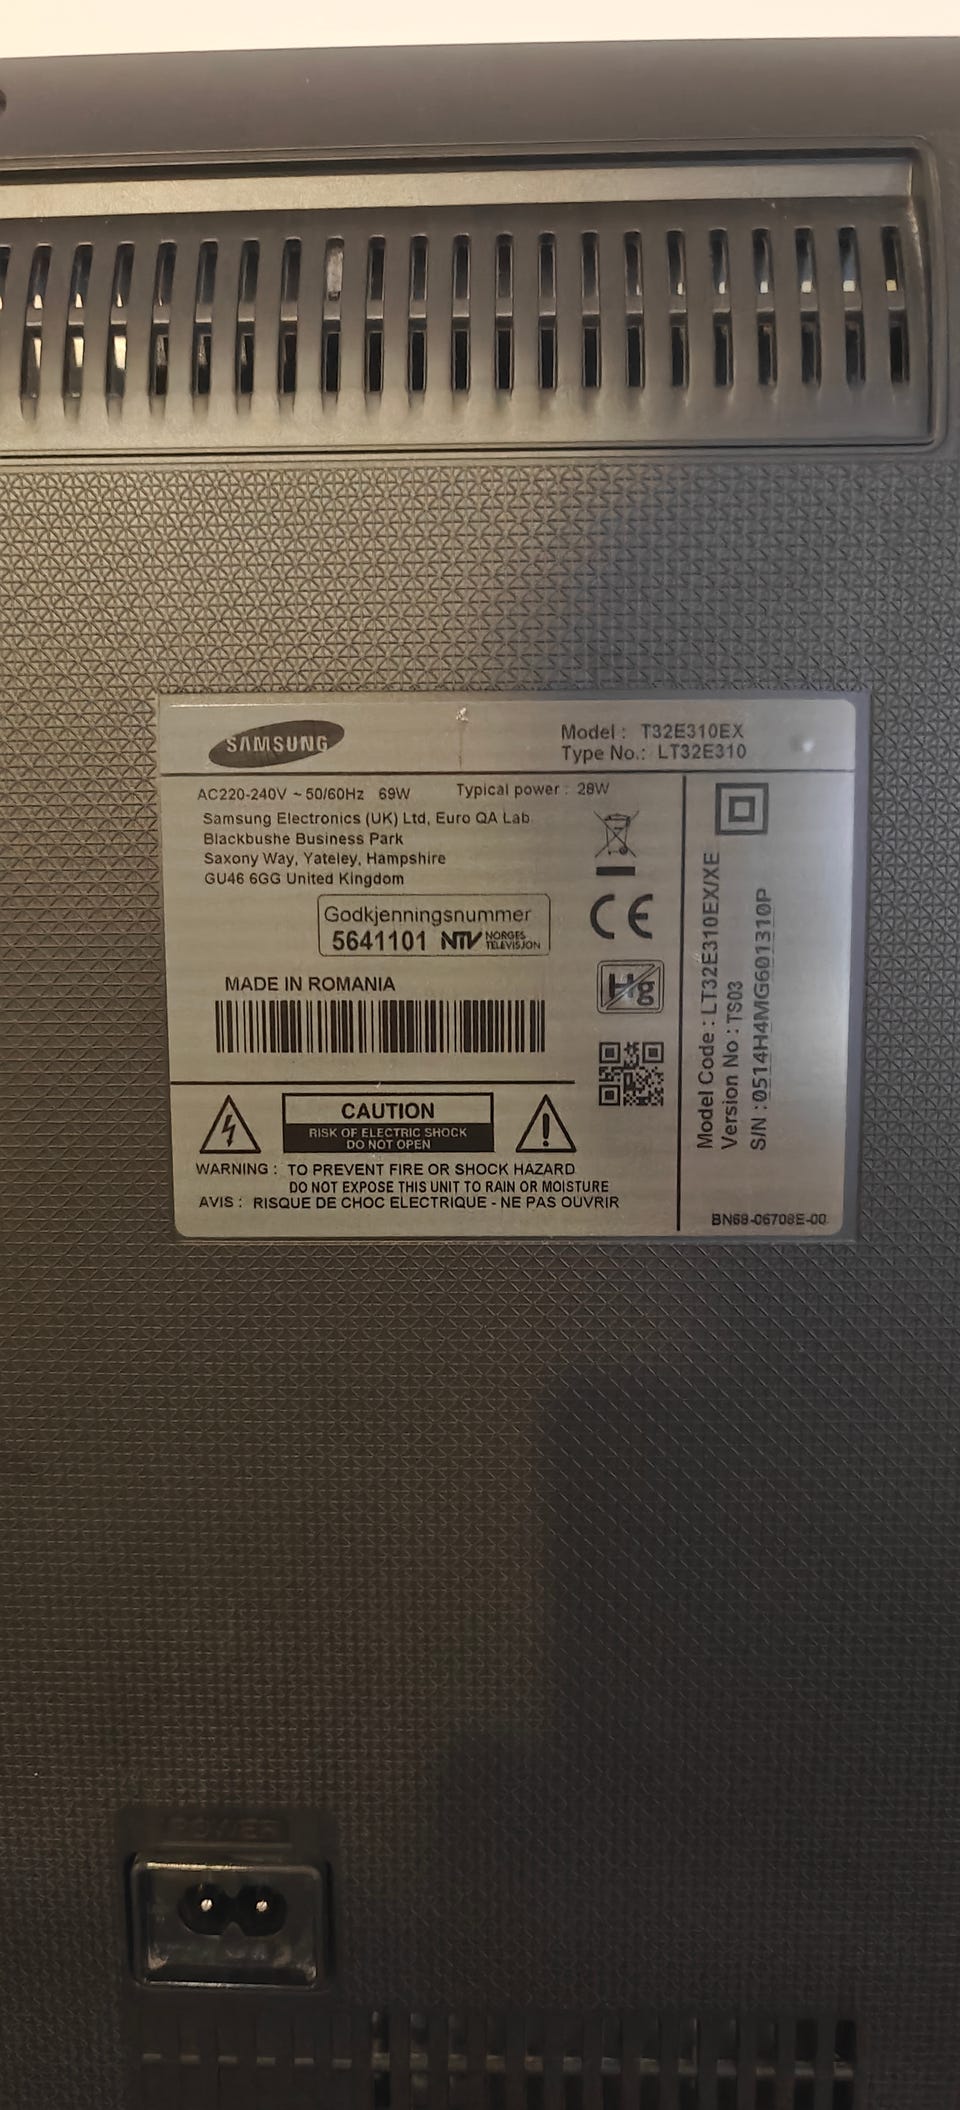 SAMSUNG
Model : T32E310EX
Type No.: LT32E310
AC220-240V ~ 50/60Hz 69W Typical power : 28W
Samsung Electronics (UK) Ltd, Euro QA Lab
Blackbushe Business Park
Saxony Way, Yateley, Hampshire
GU46 6GG United Kingdom
Godkjenningsnummer
5641101 NTV NORGES TELEVISJON
CE
Hg
MADE IN ROMANIA
CAUTION
RISK OF ELECTRIC SHOCK
DO NOT OPEN
WARNING : TO PREVENT FIRE OR SHOCK HAZARD
DO NOT EXPOSE THIS UNIT TO RAIN OR MOISTURE
AVIS : RISQUE DE CHOC ELECTRIQUE - NE PAS OUVRIR
Model Code : LT32E310EX/XE
Version No : TS03
S/N : 0514H4MG601310P
BN68-06708E-00
POWER